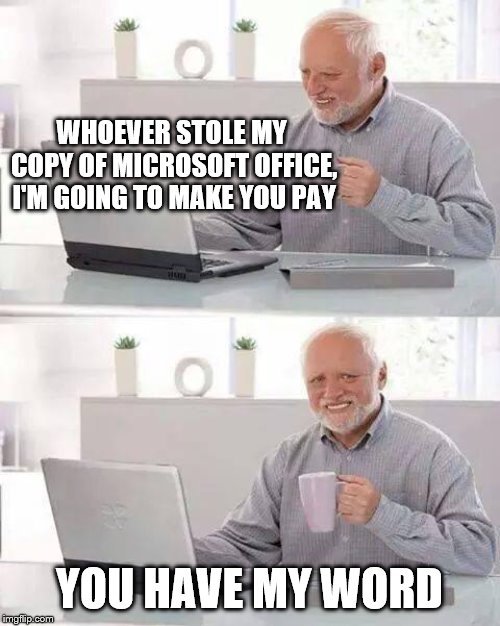 WHOEVER STOLE MY
COPY OF MICROSOFT OFFICE,
I'M GOING TO MAKE YOU PAY
YOU HAVE MY WORD
imgflip.com